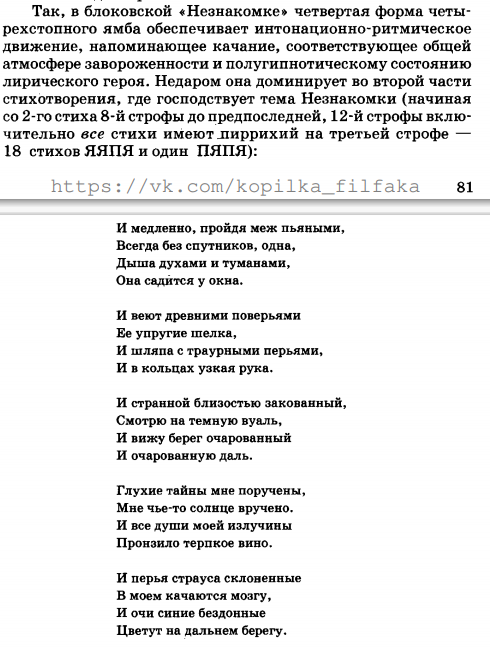 Так, в блоковской «Незнакомке» четвертая форма четы-
рехстопного ямба обеспечивает интонационно-ритмическое
движение, напоминающее качание, соответствующее общей
атмосфере завороженности и полугипнотическому состоянию
лирического героя. Недаром она доминирует во второй части
стихотворения, где господствует тема Незнакомки (начиная
со 2-го стиха 8-й строфы до предпоследней, 12-й строфы вклю-
чительно все стихи имеют пиррихий на третьей строфе —
18 стихов ЯЯПЯ и один ПЯПЯ):
https://vk.com/kopilka_filfaka 81
И медленно, пройдя меж пьяными,
Всегда без спутников, одна,
Дыша духами и туманами,
Она садится у окна.
И веют древними поверьями
Ее упругие шелка,
И шляпа с траурными перьями,
И в кольцах узкая рука.
И странной близостью закованный,
Смотрю на темную вуаль,
И вижу берег очарованный
И очарованную даль.
Глухие тайны мне поручены,
Мне чье-то солнце вручено.
И все души моей излучины
Пронзило терпкое вино.
И перья страуса склоненные
В моем качаются мозгу,
И очи синие бездонные
Цветут на дальнем берегу.